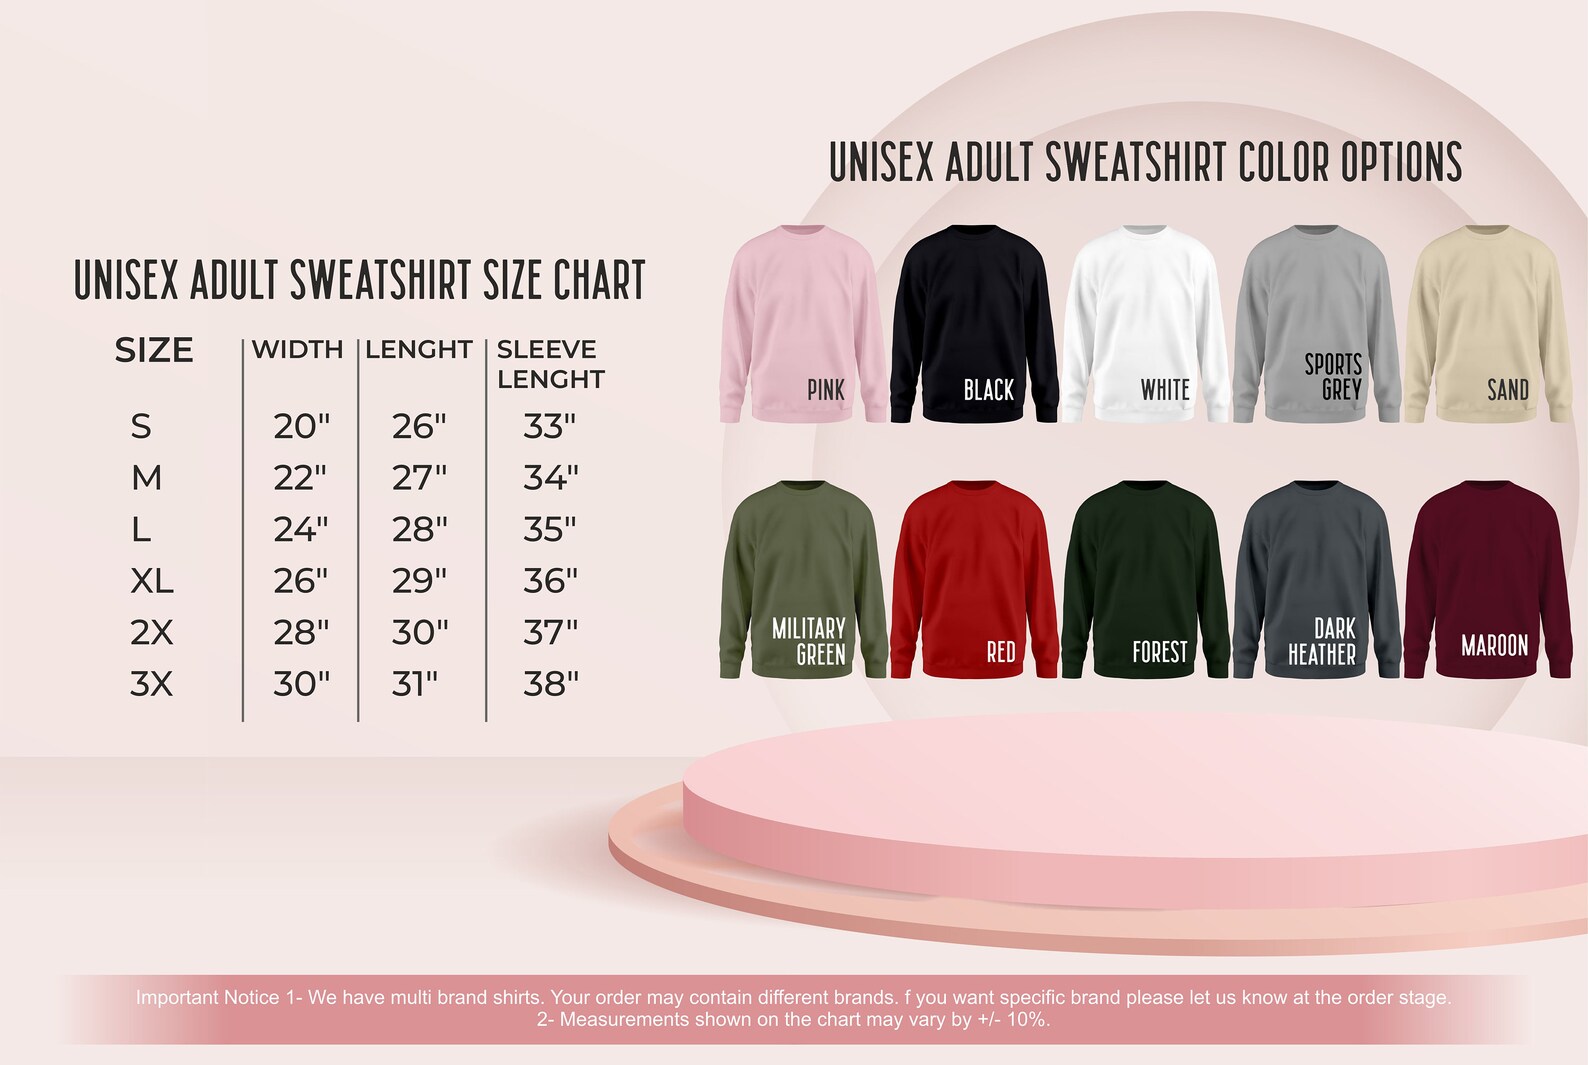 UNISEX ADULT SWEATSHIRT SIZE CHART
SIZE WIDTH LENGHT SLEEVE LENGHT
S 20" 26" 33"
M 22" 27" 34"
L 24" 28" 35"
XL 26" 29" 36"
2X 28" 30" 37"
3X 30" 31" 38"
UNISEX ADULT SWEATSHIRT COLOR OPTIONS
PINK
BLACK
WHITE
SPORTS
GREY
SAND
MILITARY
GREEN
RED
FOREST
DARK
HEATHER
MAROON
Important Notice 1- We have multi brand shirts. Your order may contain different brands. f you want specific brand please let us know at the order stage.
2- Measurements shown on the chart may vary by +/- 10%.